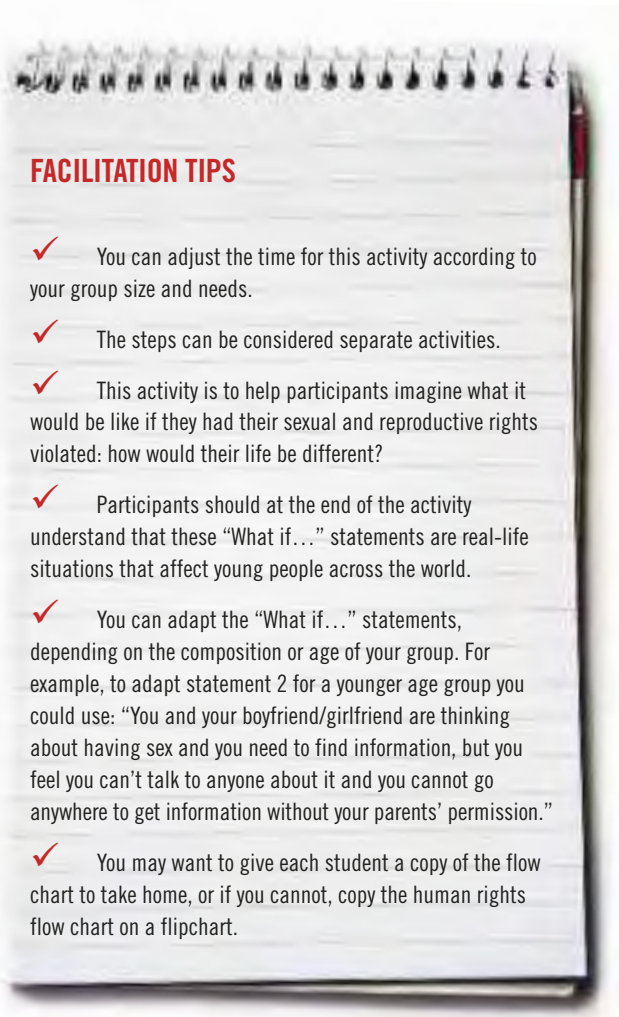 FACILITATION TIPS
✓ You can adjust the time for this activity according to
your group size and needs.
✓ The steps can be considered separate activities.
✓ This activity is to help participants imagine what it
would be like if they had their sexual and reproductive rights
violated: how would their life be different?
✓ Participants should at the end of the activity
understand that these “What if…” statements are real-life
situations that affect young people across the world.
✓ You can adapt the “What if…” statements,
depending on the composition or age of your group. For
example, to adapt statement 2 for a younger age group you
could use: “You and your boyfriend/girlfriend are thinking
about having sex and you need to find information, but you
feel you can’t talk to anyone about it and you cannot go
anywhere to get information without your parents’ permission.”
✓ You may want to give each student a copy of the flow
chart to take home, or if you cannot, copy the human rights
flow chart on a flipchart.